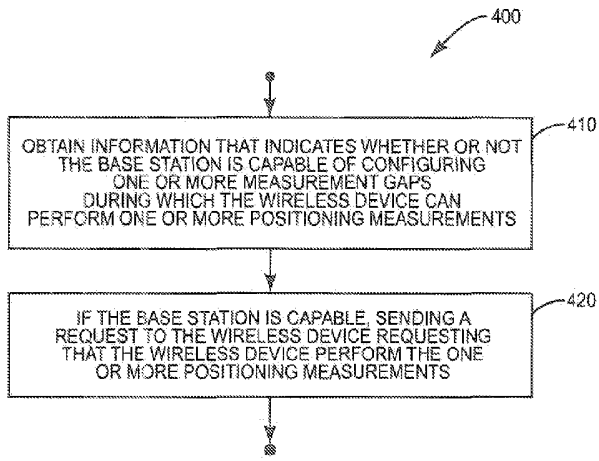 400
410
OBTAIN INFORMATION THAT INDICATES WHETHER OR NOT
THE BASE STATION IS CAPABLE OF CONFIGURING
ONE OR MORE MEASUREMENT GAPS
DURING WHICH THE WIRELESS DEVICE CAN
PERFORM ONE OR MORE POSITIONING MEASUREMENTS
420
IF THE BASE STATION IS CAPABLE, SENDING A
REQUEST TO THE WIRELESS DEVICE REQUESTING
THAT THE WIRELESS DEVICE PERFORM THE ONE
OR MORE POSITIONING MEASUREMENTS